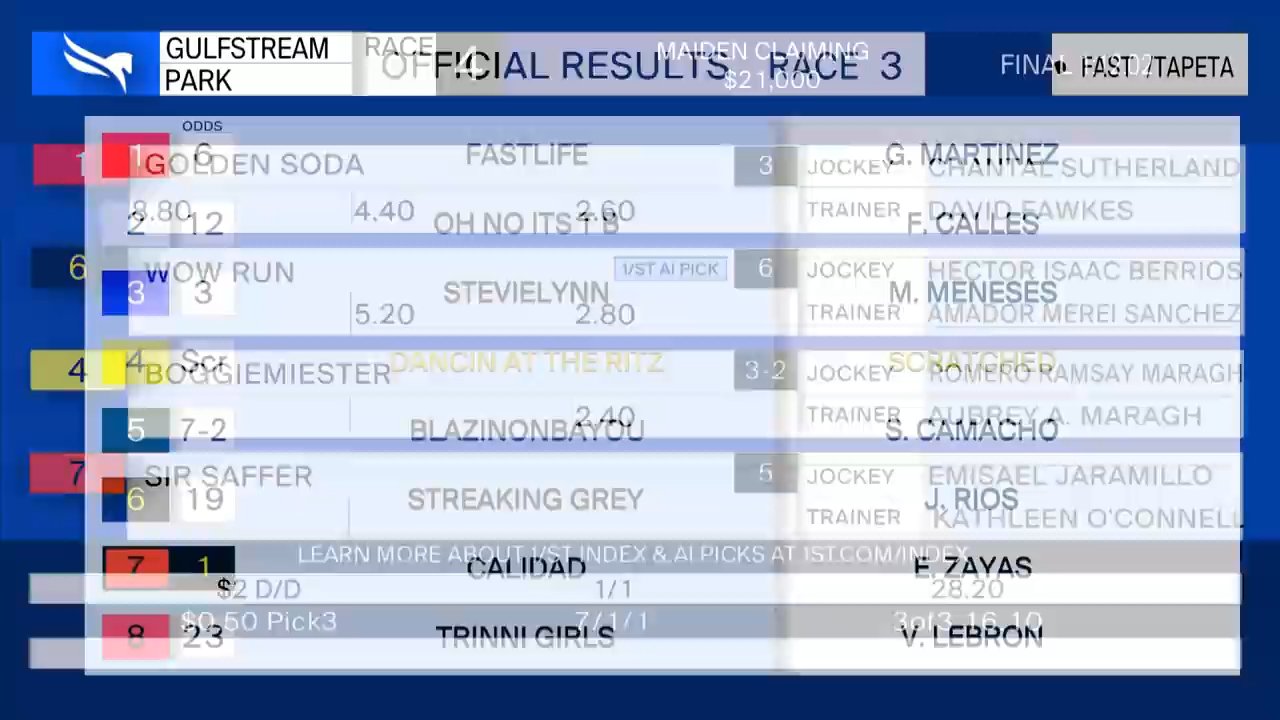 GULFSTREAM
PARK
RACE
4
OFFICIAL RESULTS RACE 3
MAIDEN CLAIMING
$21,000
FINAL
FAST / TAPETA
ODDS
1 6 FASTLIFE G. MARTINEZ
1 GOLDEN SODA 3 JOCKEY CHANTAL SUTHERLAND
8.80 4.40 2.60 TRAINER DAVID FAWKES
2 12 OH NO ITS T B F. CALLES
6 WOW RUN 1/ST AI PICK 6 JOCKEY HECTOR ISAAC BERRIOS
3 3 STEVIELYNN M. MENESES
5.20 2.80 TRAINER AMADOR MEREI SANCHEZ
4 Scr DANCIN AT THE RITZ SCRATCHED
4 BOGGIEMIESTER 3-2 JOCKEY ROMERO RAMSAY MARAGH
2.40 TRAINER AUBREY A. MARAGH
5 7-2 BLAZINONBAYOU S. CAMACHO
7 SIR SAFFER 5 JOCKEY EMISAEL JARAMILLO
6 19 STREAKING GREY J. RIOS
TRAINER KATHLEEN O'CONNELL
LEARN MORE ABOUT 1/ST INDEX & AI PICKS AT 1ST.COM/INDEX
7 1 CALIDAD E. ZAYAS
$2 D/D 1/1 28.20
$0.50 Pick3 7/1/1 3of3 16.10
8 23 TRINNI GIRLS V. LEBRON